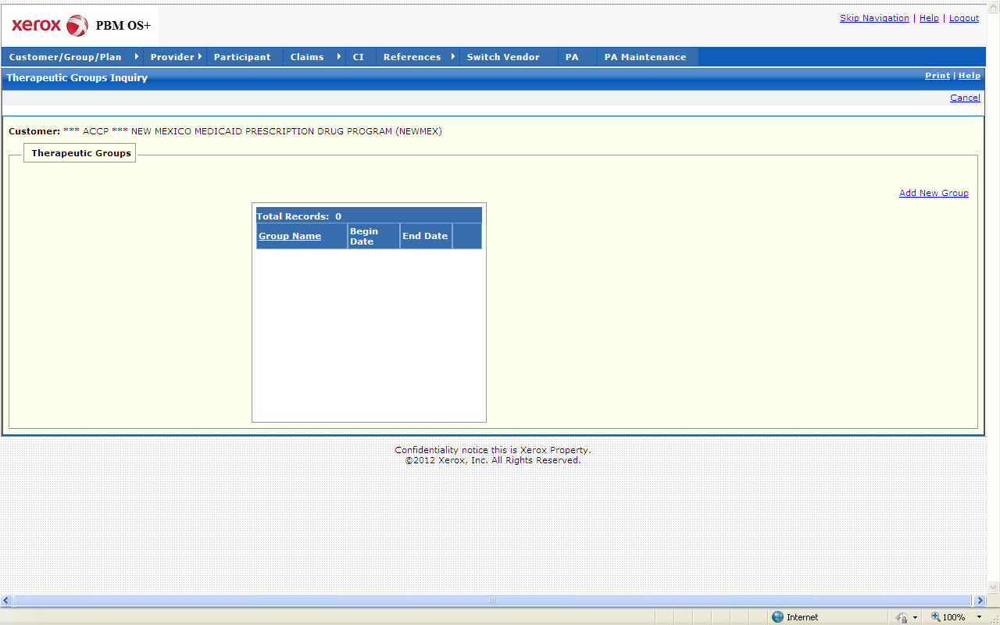 xerox PBM OS+
Skip Navigation | Help | Logout
Customer/Group/Plan Provider Participant Claims CI References Switch Vendor PA PA Maintenance
Therapeutic Groups Inquiry
Print | Help
Cancel
Customer: *** ACCP *** NEW MEXICO MEDICAID PRESCRIPTION DRUG PROGRAM (NEWMEX)
Therapeutic Groups
Add New Group
Total Records: 0
Group Name Begin Date End Date
Confidentiality notice this is Xerox Property.
©2012 Xerox, Inc. All Rights Reserved.
Internet 100%